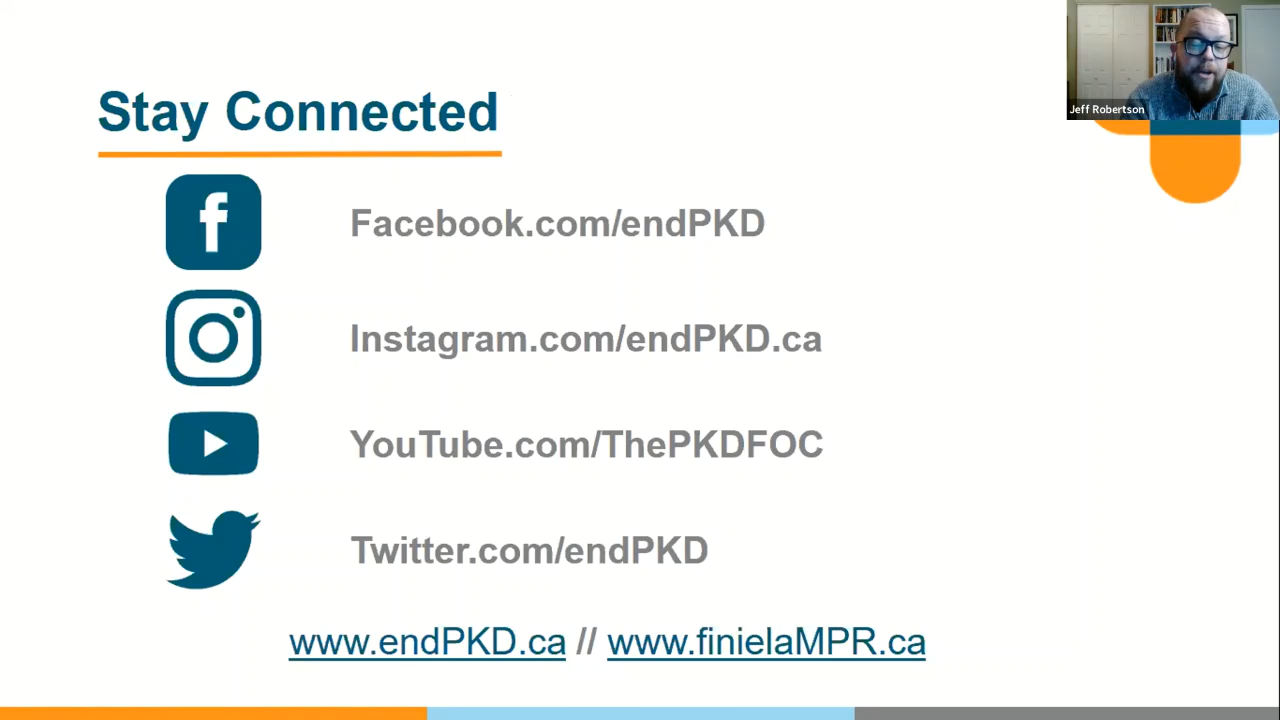 Stay Connected
Jeff Robertson
Facebook.com/endPKD
Instagram.com/endPKD.ca
YouTube.com/ThePKDFOC
Twitter.com/endPKD
www.endPKD.ca // www.finielaMPR.ca